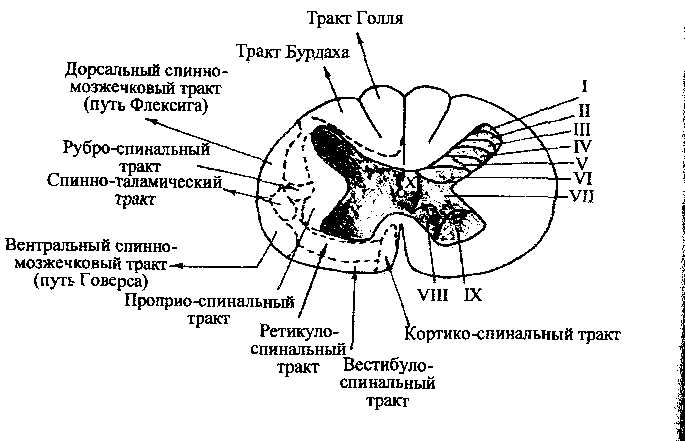 Тракт Голля
Тракт Бурдаха
Дорсальный спинно-
мозжечковый тракт
(путь Флексига)
Рубро-спинальный
тракт
Спинно-таламический
тракт
Вентральный спинно-
мозжечковый тракт
(путь Говерса)
Проприо-спинальный
тракт
Ретикуло-
спинальный
тракт
Вестибуло-
спинальный
тракт
Кортико-спинальный тракт
I
II
III
IV
V
VI
VII
VIII
IX
X